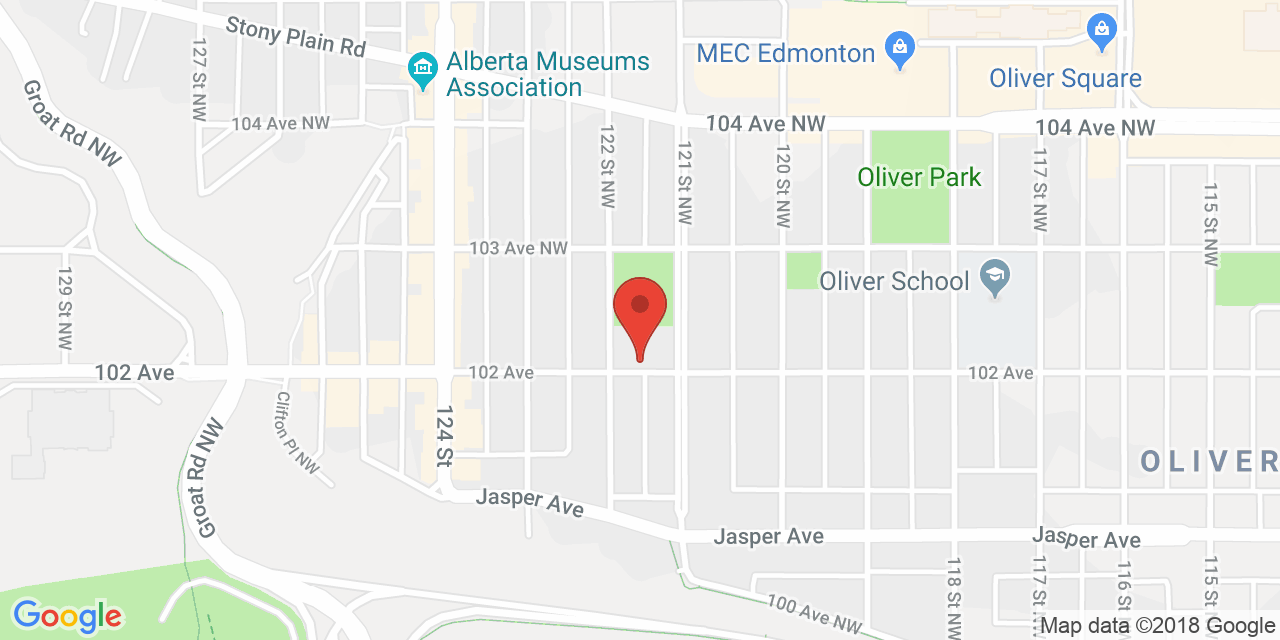 Stony Plain Rd
127 St NW
Groat Rd NW
Alberta Museums
Association
MEC Edmonton
Oliver Square
104 Ave NW
104 Ave NW
104 Ave NW
122 St NW
121 St NW
120 St NW
117 St NW
115 St NW
Oliver Park
103 Ave NW
129 St NW
Oliver School
102 Ave
102 Ave
102 Ave
Clifton Pl NW
124 St
Groat Rd NW
OLIVER
Jasper Ave
Jasper Ave
Jasper Ave
118 St NW
117 St NW
116 St NW
115 St NW
100 Ave NW
Google
Map data ©2018 Google